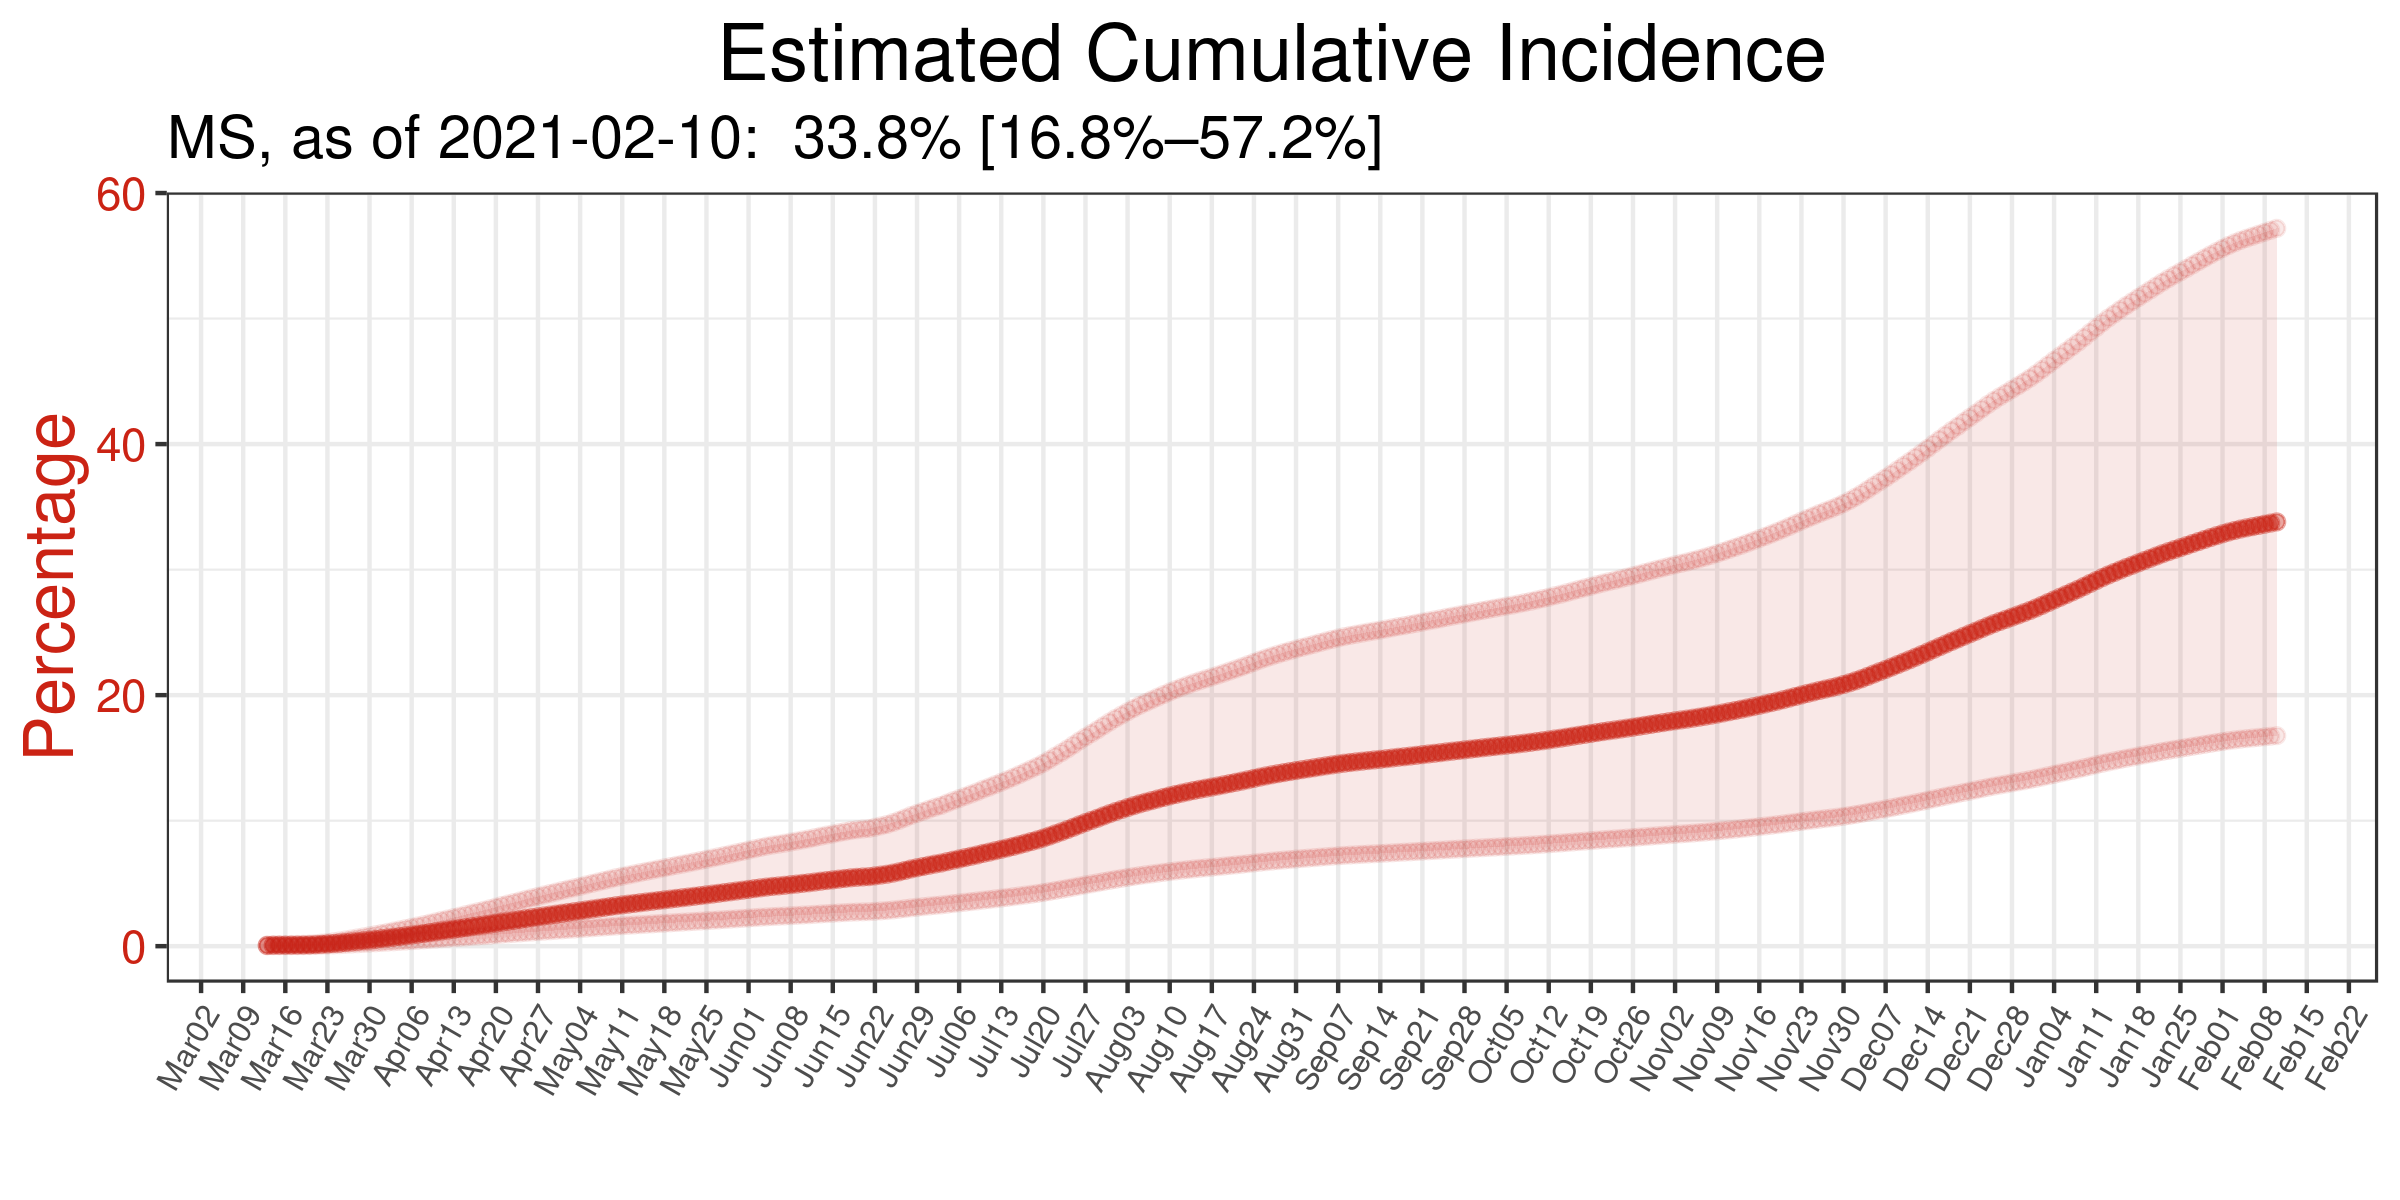 Estimated Cumulative Incidence
MS, as of 2021-02-10:  33.8% [16.8%–57.2%]
Percentage
60
40
20
0
Mar02
Mar09
Mar16
Mar23
Mar30
Apr06
Apr13
Apr20
Apr27
May04
May11
May18
May25
Jun01
Jun08
Jun15
Jun22
Jun29
Jul06
Jul13
Jul20
Jul27
Aug03
Aug10
Aug17
Aug24
Aug31
Sep07
Sep14
Sep21
Sep28
Oct05
Oct12
Oct19
Oct26
Nov02
Nov09
Nov16
Nov23
Nov30
Dec07
Dec14
Dec21
Dec28
Jan04
Jan11
Jan18
Jan25
Feb01
Feb08
Feb15
Feb22